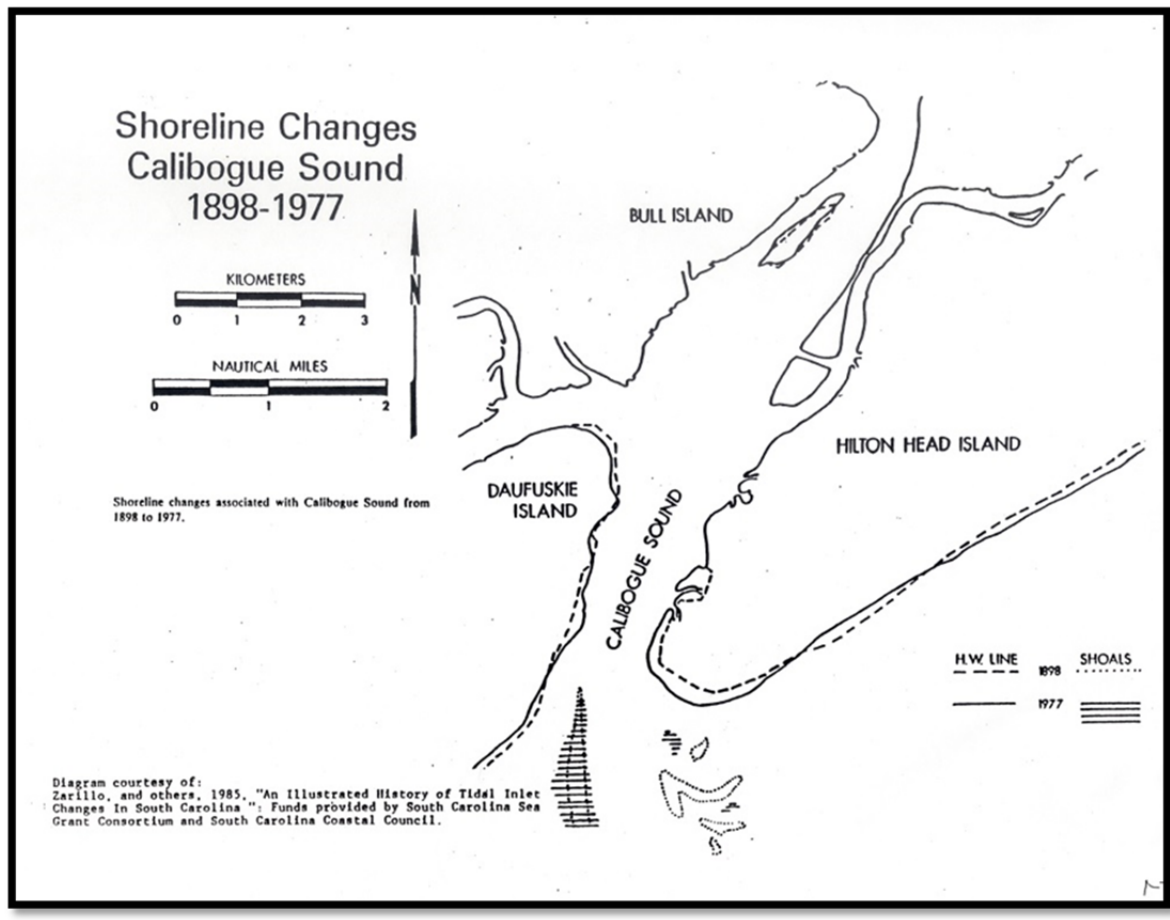 Shoreline Changes
Calibogue Sound
1898-1977
KILOMETERS
0 1 2 3
NAUTICAL MILES
0 1 2
N
Shoreline changes associated with Calibogue Sound from
1898 to 1977.
BULL ISLAND
HILTON HEAD ISLAND
DAUFUSKIE
ISLAND
CALIBOGUE SOUND
H.W. LINE SHOALS
1898
1977
Diagram courtesy of:
Zarillo, and others, 1985, "An Illustrated History of Tidal Inlet
Changes In South Carolina ": Funds provided by South Carolina Sea
Grant Consortium and South Carolina Coastal Council.